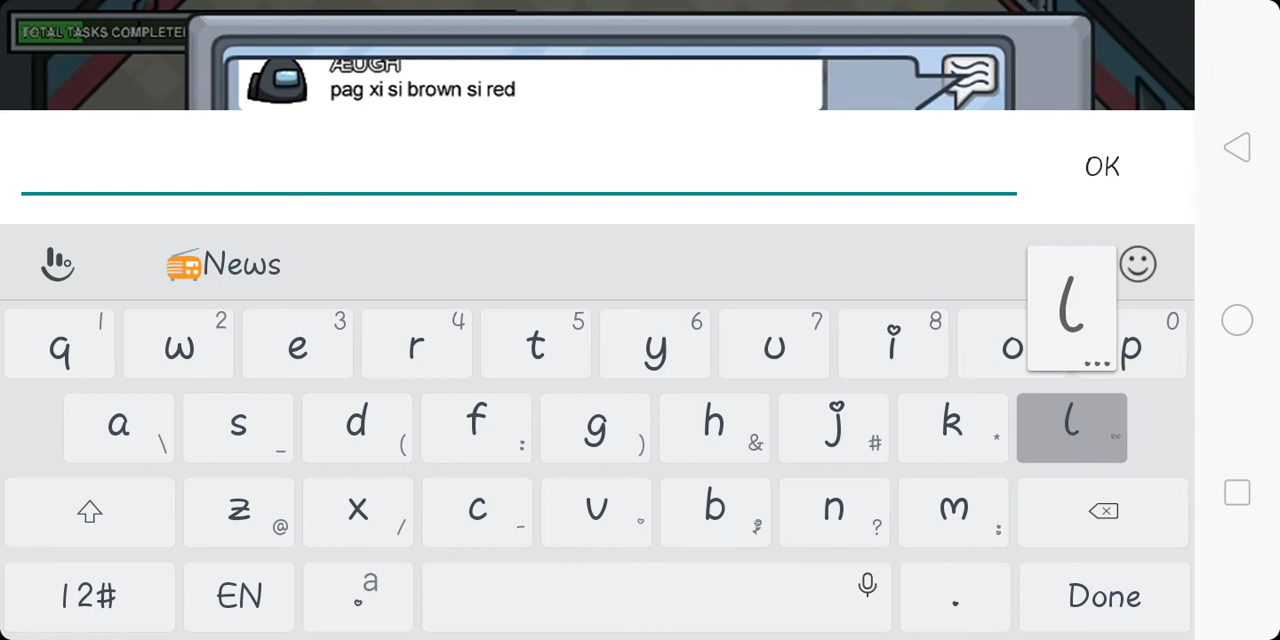 TOTAL TASKS COMPLETE
ÆUGH
pag xi si brown si red
OK
News
l
...
q 1 w 2 e 3 r 4 t 5 y 6 u 7 i 8 o p 0
a \ s _ d ( f : g ) h & j # k * l
z @ x / c - v b n ? m ;
12# EN a . Done